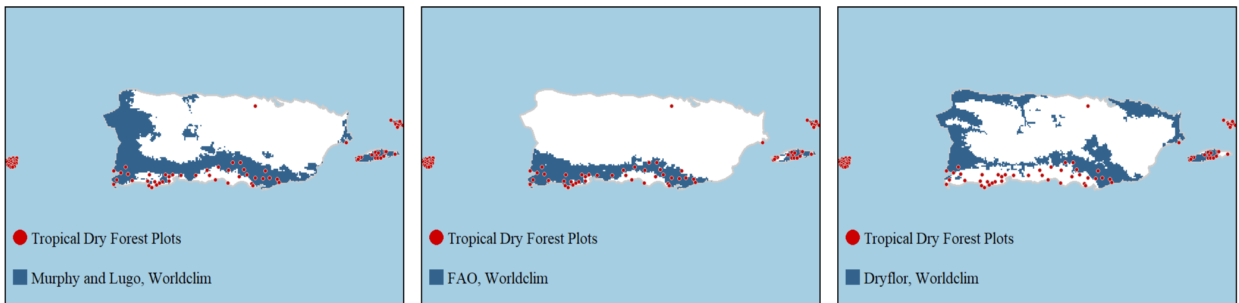 Tropical Dry Forest Plots
Murphy and Lugo, Worldclim
Tropical Dry Forest Plots
FAO, Worldclim
Tropical Dry Forest Plots
Dryflor, Worldclim